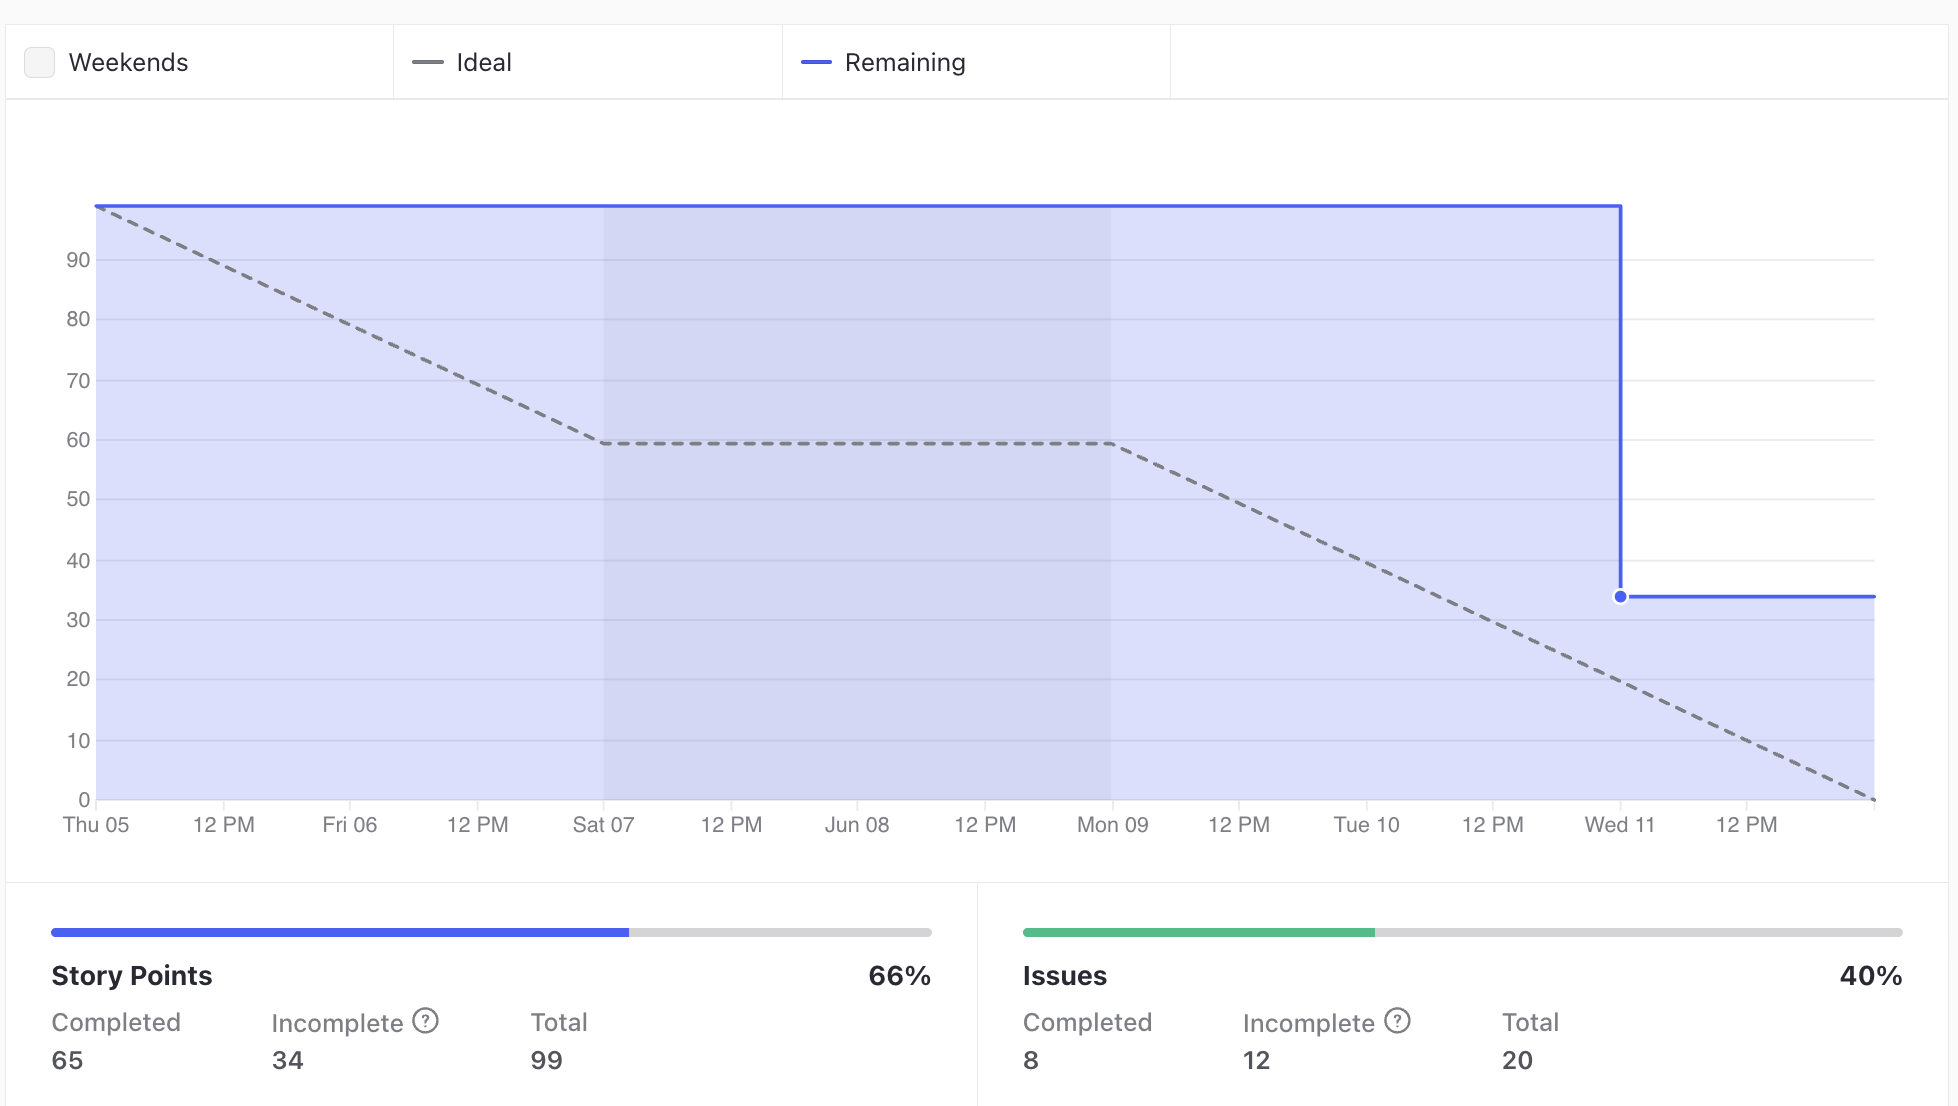 Weekends
Ideal
Remaining
90
80
70
60
50
40
30
20
10
0
Thu 05 12 PM Fri 06 12 PM Sat 07 12 PM Jun 08 12 PM Mon 09 12 PM Tue 10 12 PM Wed 11 12 PM
Story Points 66%
Completed Incomplete ? Total
65 34 99
Issues 40%
Completed Incomplete ? Total
8 12 20